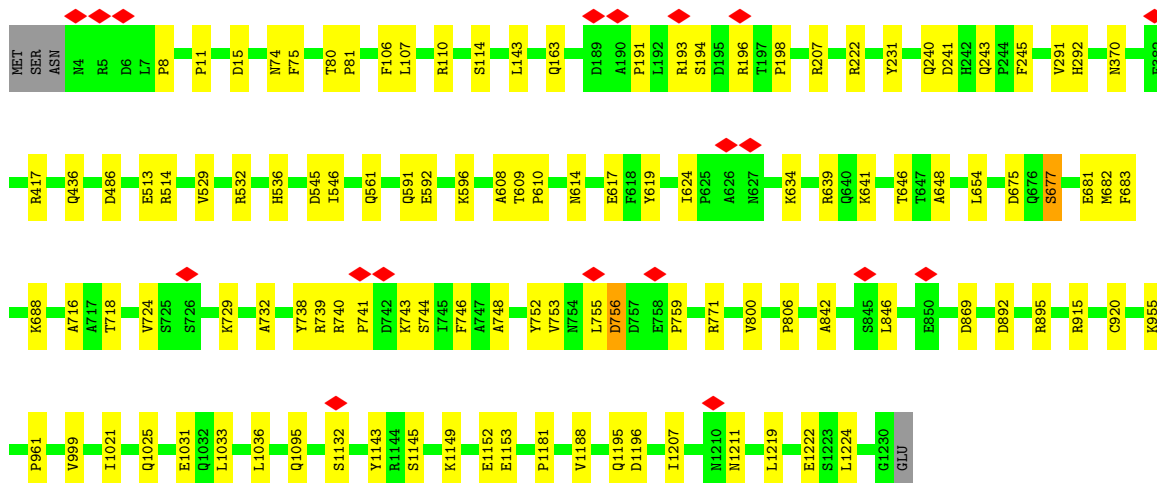 MET SER ASN N4 R5 D6 L7 P8 P11 D15 N74 F75 T80 P81 F106 L107 R110 S114 L143 Q163 D189 A190 P191 L192 R193 S194 D195 R196 T197 P198 R207 R222 Y231 Q240 D241 H242 Q243 P244 F245 V291 H292 N370
R417 Q436 D486 E513 R514 V529 R532 H536 D545 I546 Q561 Q591 E592 K596 A608 T609 P610 N614 E617 F618 Y619 I624 P625 A626 N627 K634 R639 Q640 K641 T646 T647 A648 L654 D675 Q676 S677 E681 M682 F683
K688 A716 A717 T718 V724 S725 S726 K729 A732 Y738 R739 R740 P741 D742 K743 S744 I745 F746 A747 A748 Y752 V753 N754 L755 D756 D757 E758 P759 R771 V800 P806 A842 S845 L846 E850 D869 D892 R895 R915 C920 K955
P961 V999 I1021 Q1025 E1031 Q1032 L1033 L1036 Q1095 S1132 Y1143 R1144 S1145 K1149 E1152 E1153 P1181 V1188 Q1195 D1196 I1207 N1210 N1211 L1219 E1222 S1223 L1224 G1230 GLU